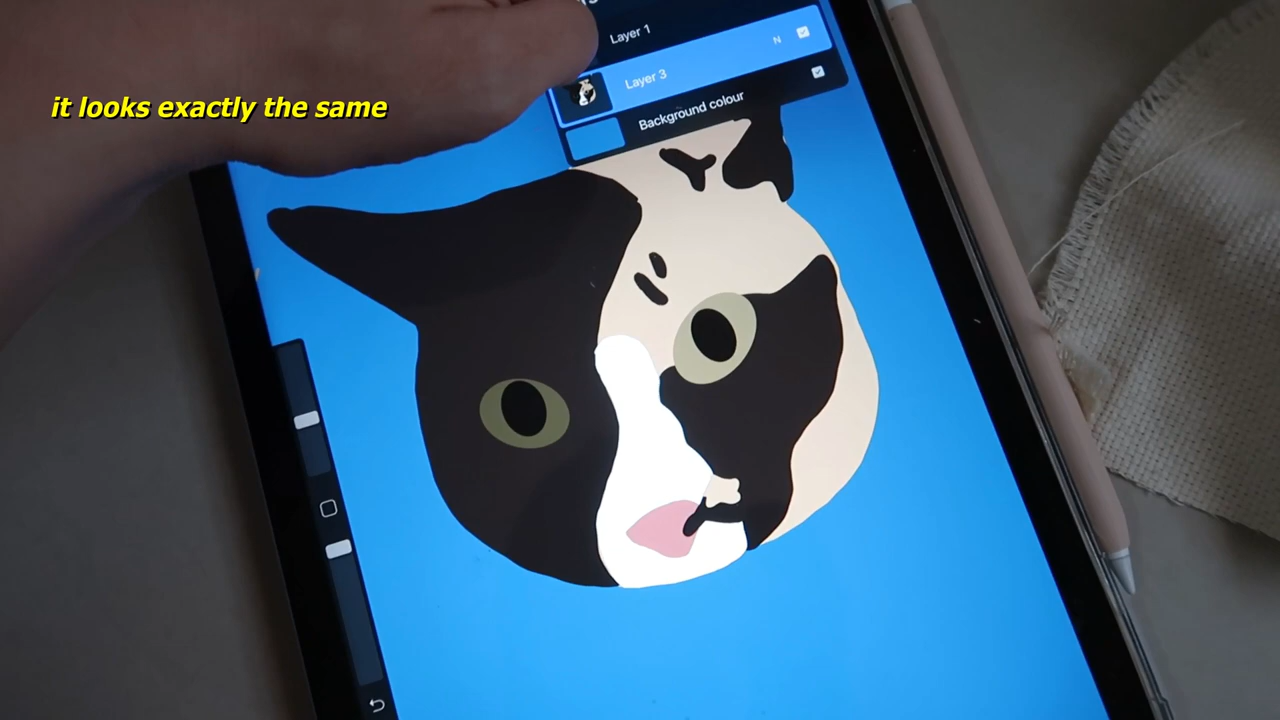 Layer 1
N
Layer 3
it looks exactly the same
Background colour